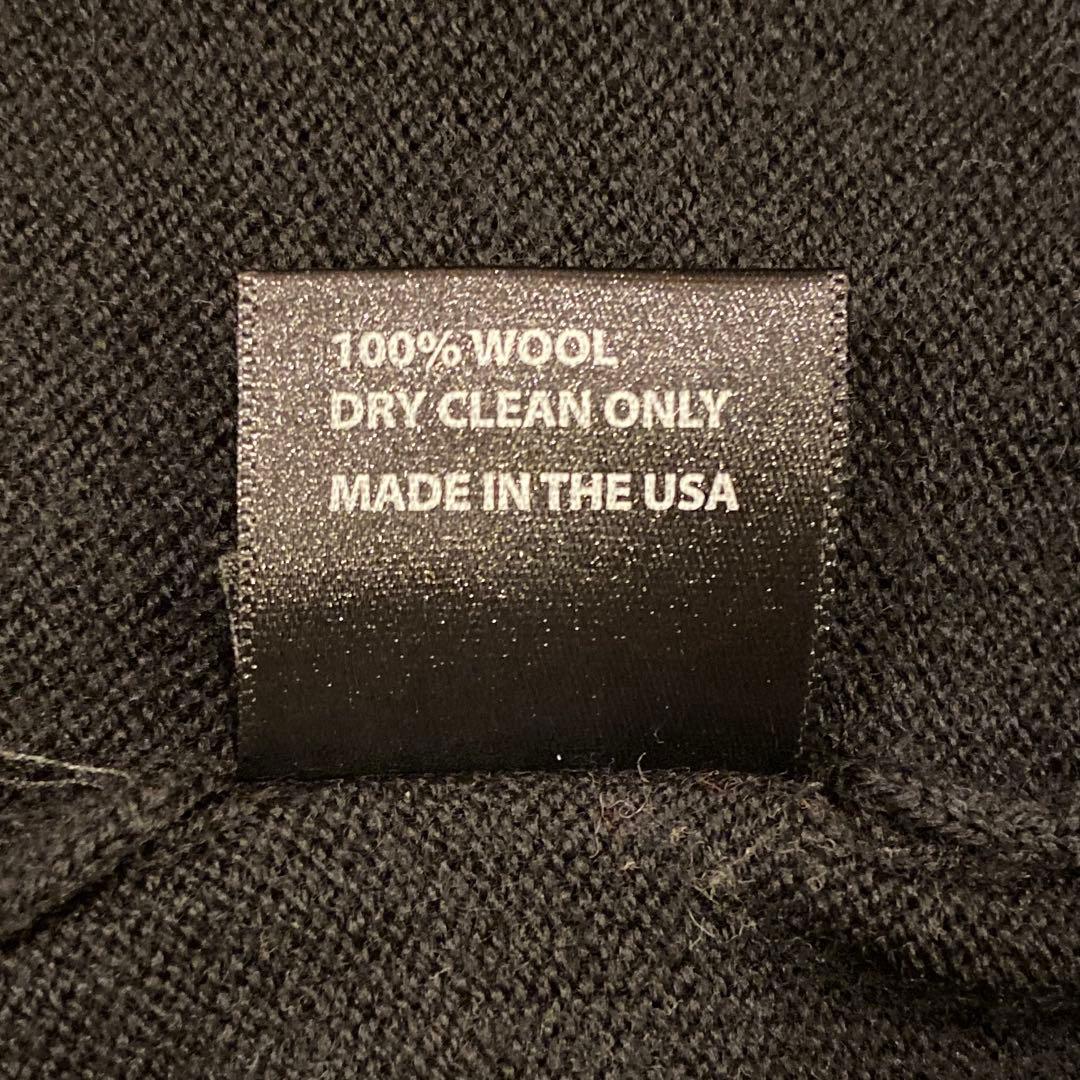 100% WOOL
DRY CLEAN ONLY
MADE IN THE USA